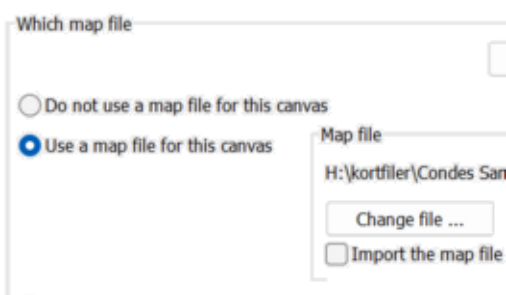 Which map file
Do not use a map file for this canvas
Use a map file for this canvas
Map file
H:\kortfiler\Condes
Change file ...
Import the map file